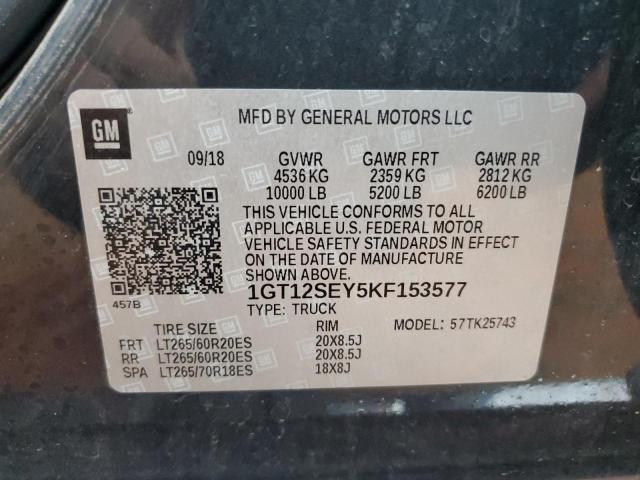 GM
MFD BY GENERAL MOTORS LLC
09/18 GVWR GAWR FRT GAWR RR
4536 KG 2359 KG 2812 KG
10000 LB 5200 LB 6200 LB
THIS VEHICLE CONFORMS TO ALL
APPLICABLE U.S. FEDERAL MOTOR
VEHICLE SAFETY STANDARDS IN EFFECT
ON THE DATE OF MANUFACTURE
SHOWN ABOVE.
457B
1GT12SEY5KF153577
TYPE: TRUCK
TIRE SIZE RIM MODEL: 57TK25743
FRT LT265/60R20ES 20X8.5J
RR LT265/60R20ES 20X8.5J
SPA LT265/70R18ES 18X8J